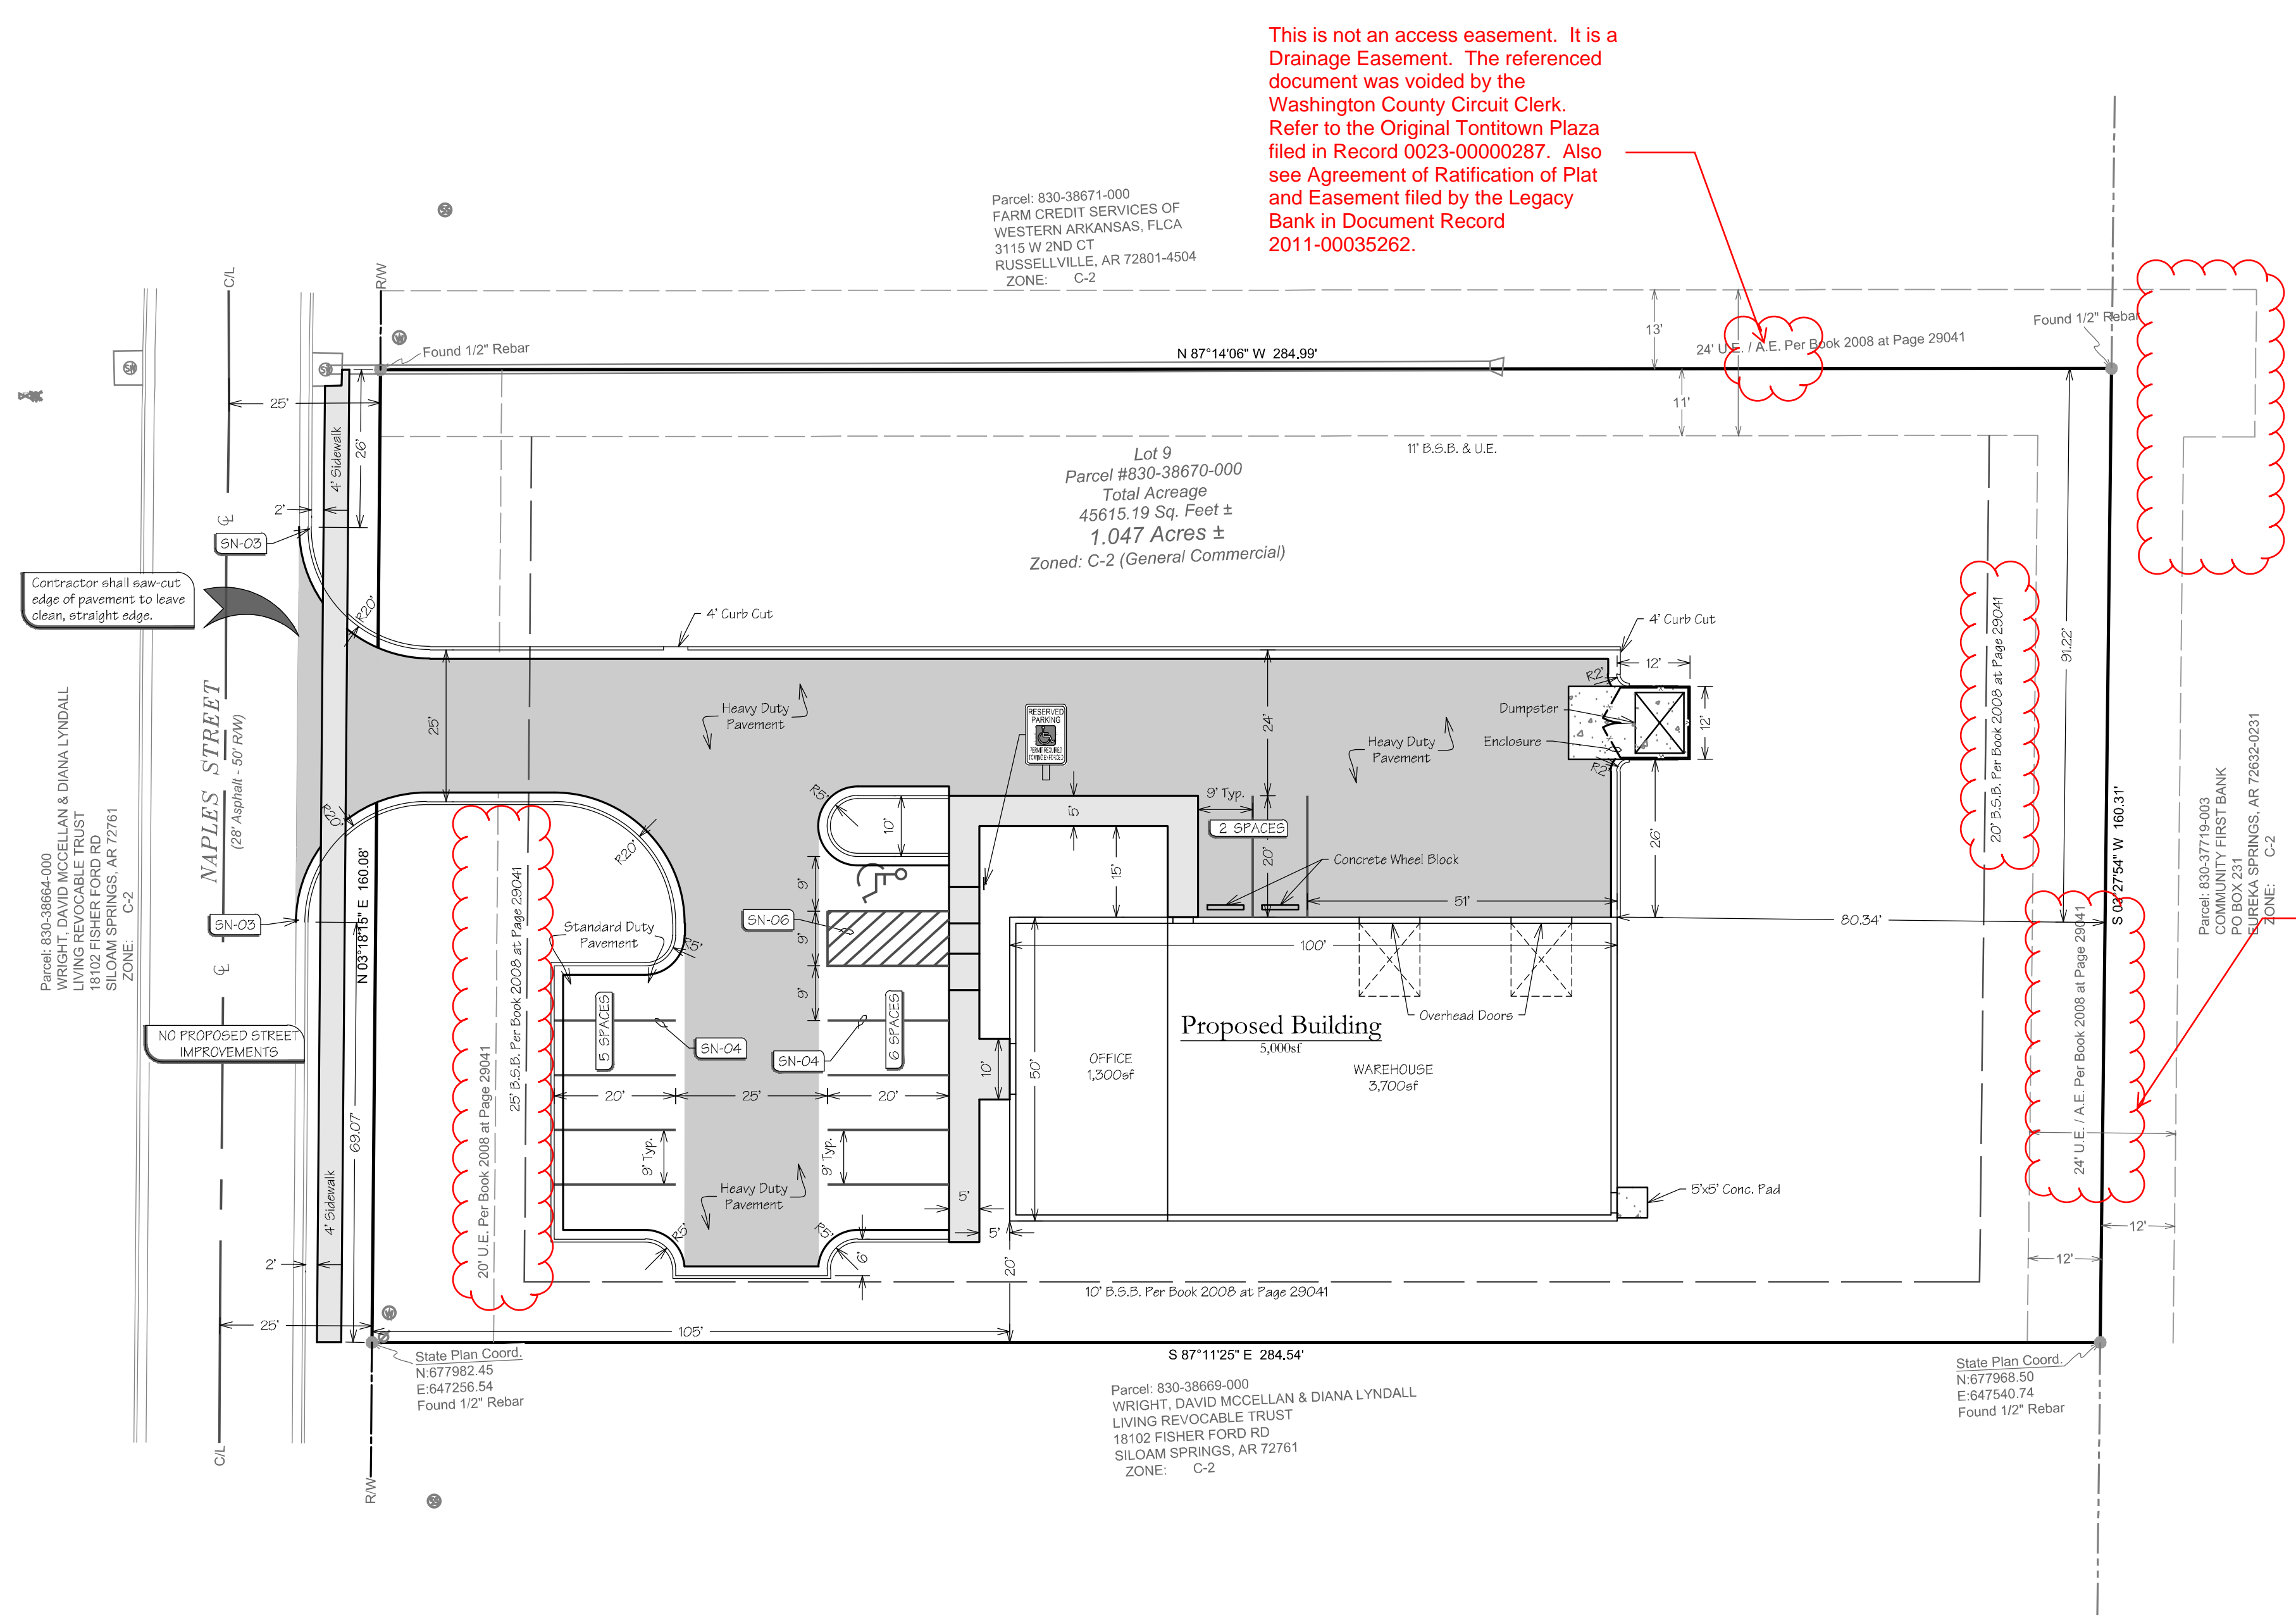 This is not an access easement.  It is a
Drainage Easement.  The referenced
document was voided by the
Washington County Circuit Clerk.
Refer to the Original Tontitown Plaza
filed in Record 0023-00000287.  Also
see Agreement of Ratification of Plat
and Easement filed by the Legacy
Bank in Document Record
2011-00035262.
Parcel: 830-38671-000
FARM CREDIT SERVICES OF
WESTERN ARKANSAS, FLCA
3115 W 2ND CT
RUSSELLVILLE, AR 72801-4504
ZONE: C-2
C/L
R/W
Found 1/2" Rebar
N 87°14'06" W 284.99'
13'
24' U.E. / A.E. Per Book 2008 at Page 29041
Found 1/2" Rebar
11'
11' B.S.B. & U.E.
25'
26'
4' Sidewalk
2'
SN-03
Lot 9
Parcel #830-38670-000
Total Acreage
45615.19 Sq. Feet ±
1.047 Acres ±
Zoned: C-2 (General Commercial)
Contractor shall saw-cut
edge of pavement to leave
clean, straight edge.
R20'
4' Curb Cut
4' Curb Cut
12'
R2'
12'
Dumpster
Enclosure
R2'
20' B.S.B. Per Book 2008 at Page 29041
91.22'
S 02°27'54" W 160.31'
Parcel: 830-37719-003
COMMUNITY FIRST BANK
PO BOX 231
EUREKA SPRINGS, AR 72632-0231
ZONE: C-2
Parcel: 830-38664-000
WRIGHT, DAVID MCCELLAN & DIANA LYNDALL
LIVING REVOCABLE TRUST
18102 FISHER FORD RD
SILOAM SPRINGS, AR 72761
ZONE: C-2
NAPLES STREET
(28' Asphalt - 50' R/W)
25'
Heavy Duty
Pavement
RESERVED
PARKING
PERMIT REQUIRED
24'
Heavy Duty
Pavement
R20'
N 03°18'15" E 160.08'
R20'
R5'
10'
5'
15'
9' Typ.
2 SPACES
20'
Concrete Wheel Block
26'
51'
80.34'
SN-03
Standard Duty
Pavement
R5'
SN-06
9'
9'
9'
100'
Overhead Doors
NO PROPOSED STREET
IMPROVEMENTS
20' U.E. Per Book 2008 at Page 29041
25' B.S.B. Per Book 2008 at Page 29041
5 SPACES
SN-04
SN-04
6 SPACES
20'
25'
20'
10'
50'
OFFICE
1,300sf
Proposed Building
5,000sf
WAREHOUSE
3,700sf
24' U.E. / A.E. Per Book 2008 at Page 29041
69.07'
4' Sidewalk
9' Typ.
9' Typ.
Heavy Duty
Pavement
R5'
R5'
6'
5'
5'
20'
5'x5' Conc. Pad
12'
12'
2'
10' B.S.B. Per Book 2008 at Page 29041
25'
105'
S 87°11'25" E 284.54'
State Plan Coord.
N:677982.45
E:647256.54
Found 1/2" Rebar
State Plan Coord.
N:677968.50
E:647540.74
Found 1/2" Rebar
Parcel: 830-38669-000
WRIGHT, DAVID MCCELLAN & DIANA LYNDALL
LIVING REVOCABLE TRUST
18102 FISHER FORD RD
SILOAM SPRINGS, AR 72761
ZONE: C-2
C/L
R/W